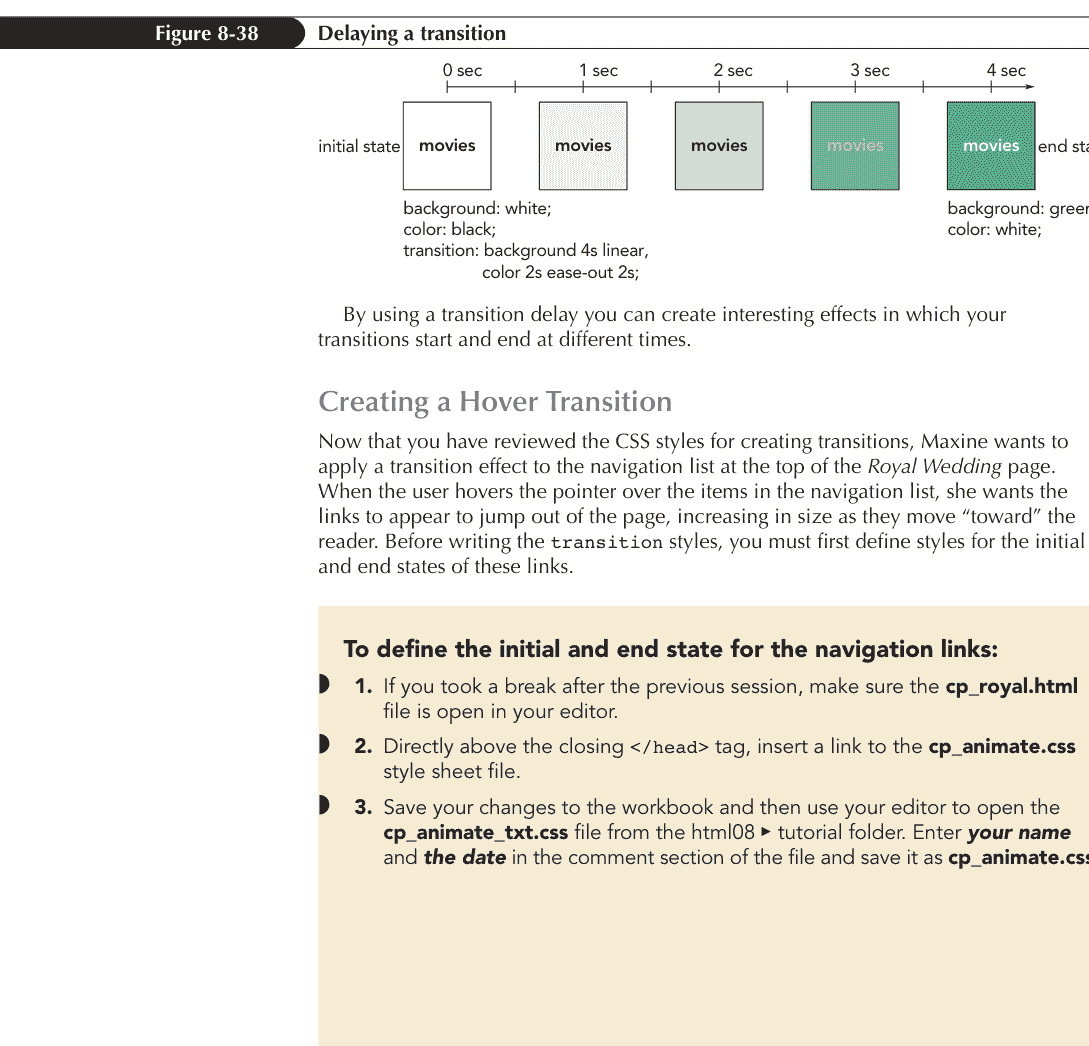 Figure 8-38 Delaying a transition
0 sec 1 sec 2 sec 3 sec 4 sec
initial state movies movies movies movies movies end sta
background: white; background: green
color: black; color: white;
transition: background 4s linear,
color 2s ease-out 2s;
By using a transition delay you can create interesting effects in which your
transitions start and end at different times.
Creating a Hover Transition
Now that you have reviewed the CSS styles for creating transitions, Maxine wants to
apply a transition effect to the navigation list at the top of the Royal Wedding page.
When the user hovers the pointer over the items in the navigation list, she wants the
links to appear to jump out of the page, increasing in size as they move “toward” the
reader. Before writing the transition styles, you must first define styles for the initial
and end states of these links.
To define the initial and end state for the navigation links:
1. If you took a break after the previous session, make sure the cp_royal.html
file is open in your editor.
2. Directly above the closing </head> tag, insert a link to the cp_animate.css
style sheet file.
3. Save your changes to the workbook and then use your editor to open the
cp_animate_txt.css file from the html08 ▸ tutorial folder. Enter your name
and the date in the comment section of the file and save it as cp_animate.css